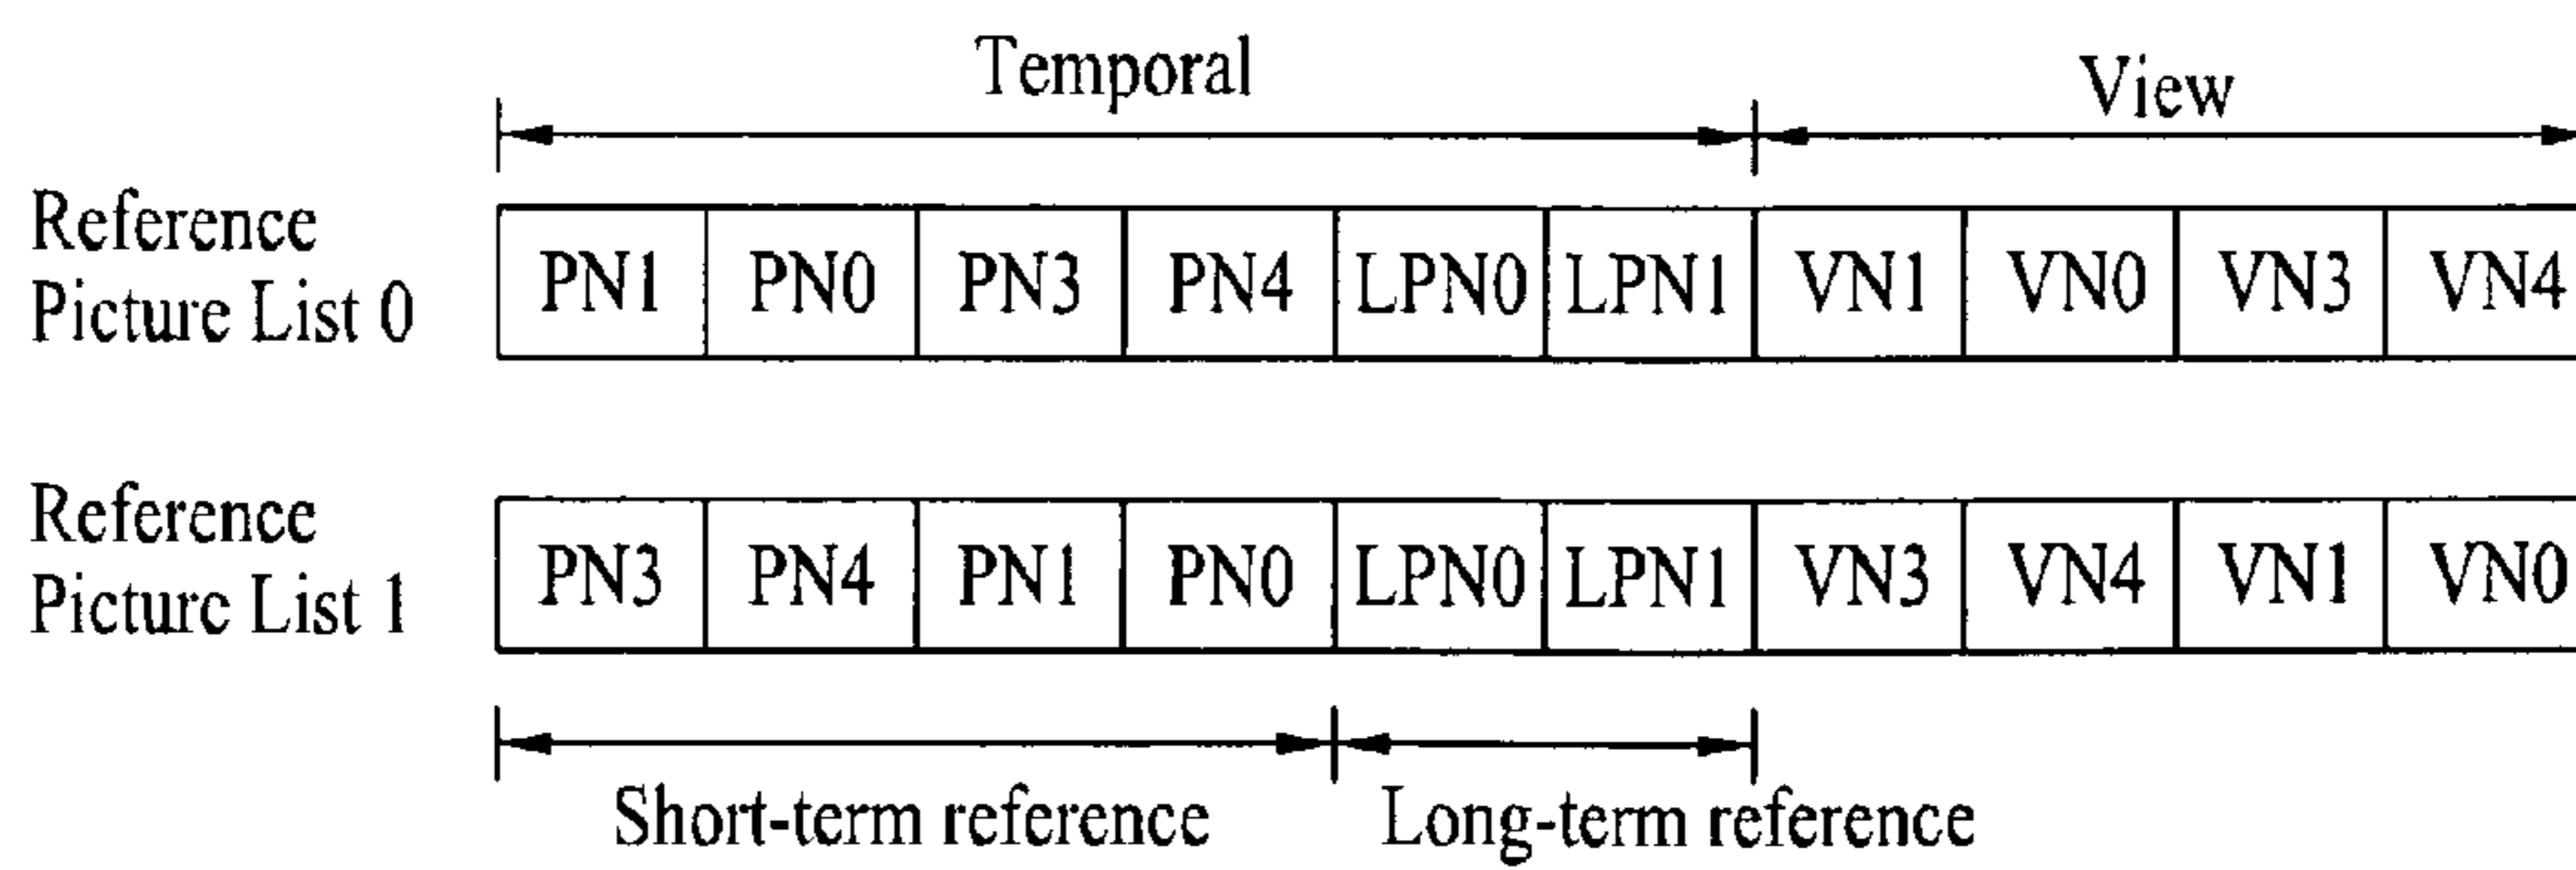 Temporal View
Reference
Picture List 0
PN1 PN0 PN3 PN4 LPN0 LPN1 VN1 VN0 VN3 VN4
Reference
Picture List 1
PN3 PN4 PN1 PN0 LPN0 LPN1 VN3 VN4 VN1 VN0
Short-term reference Long-term reference